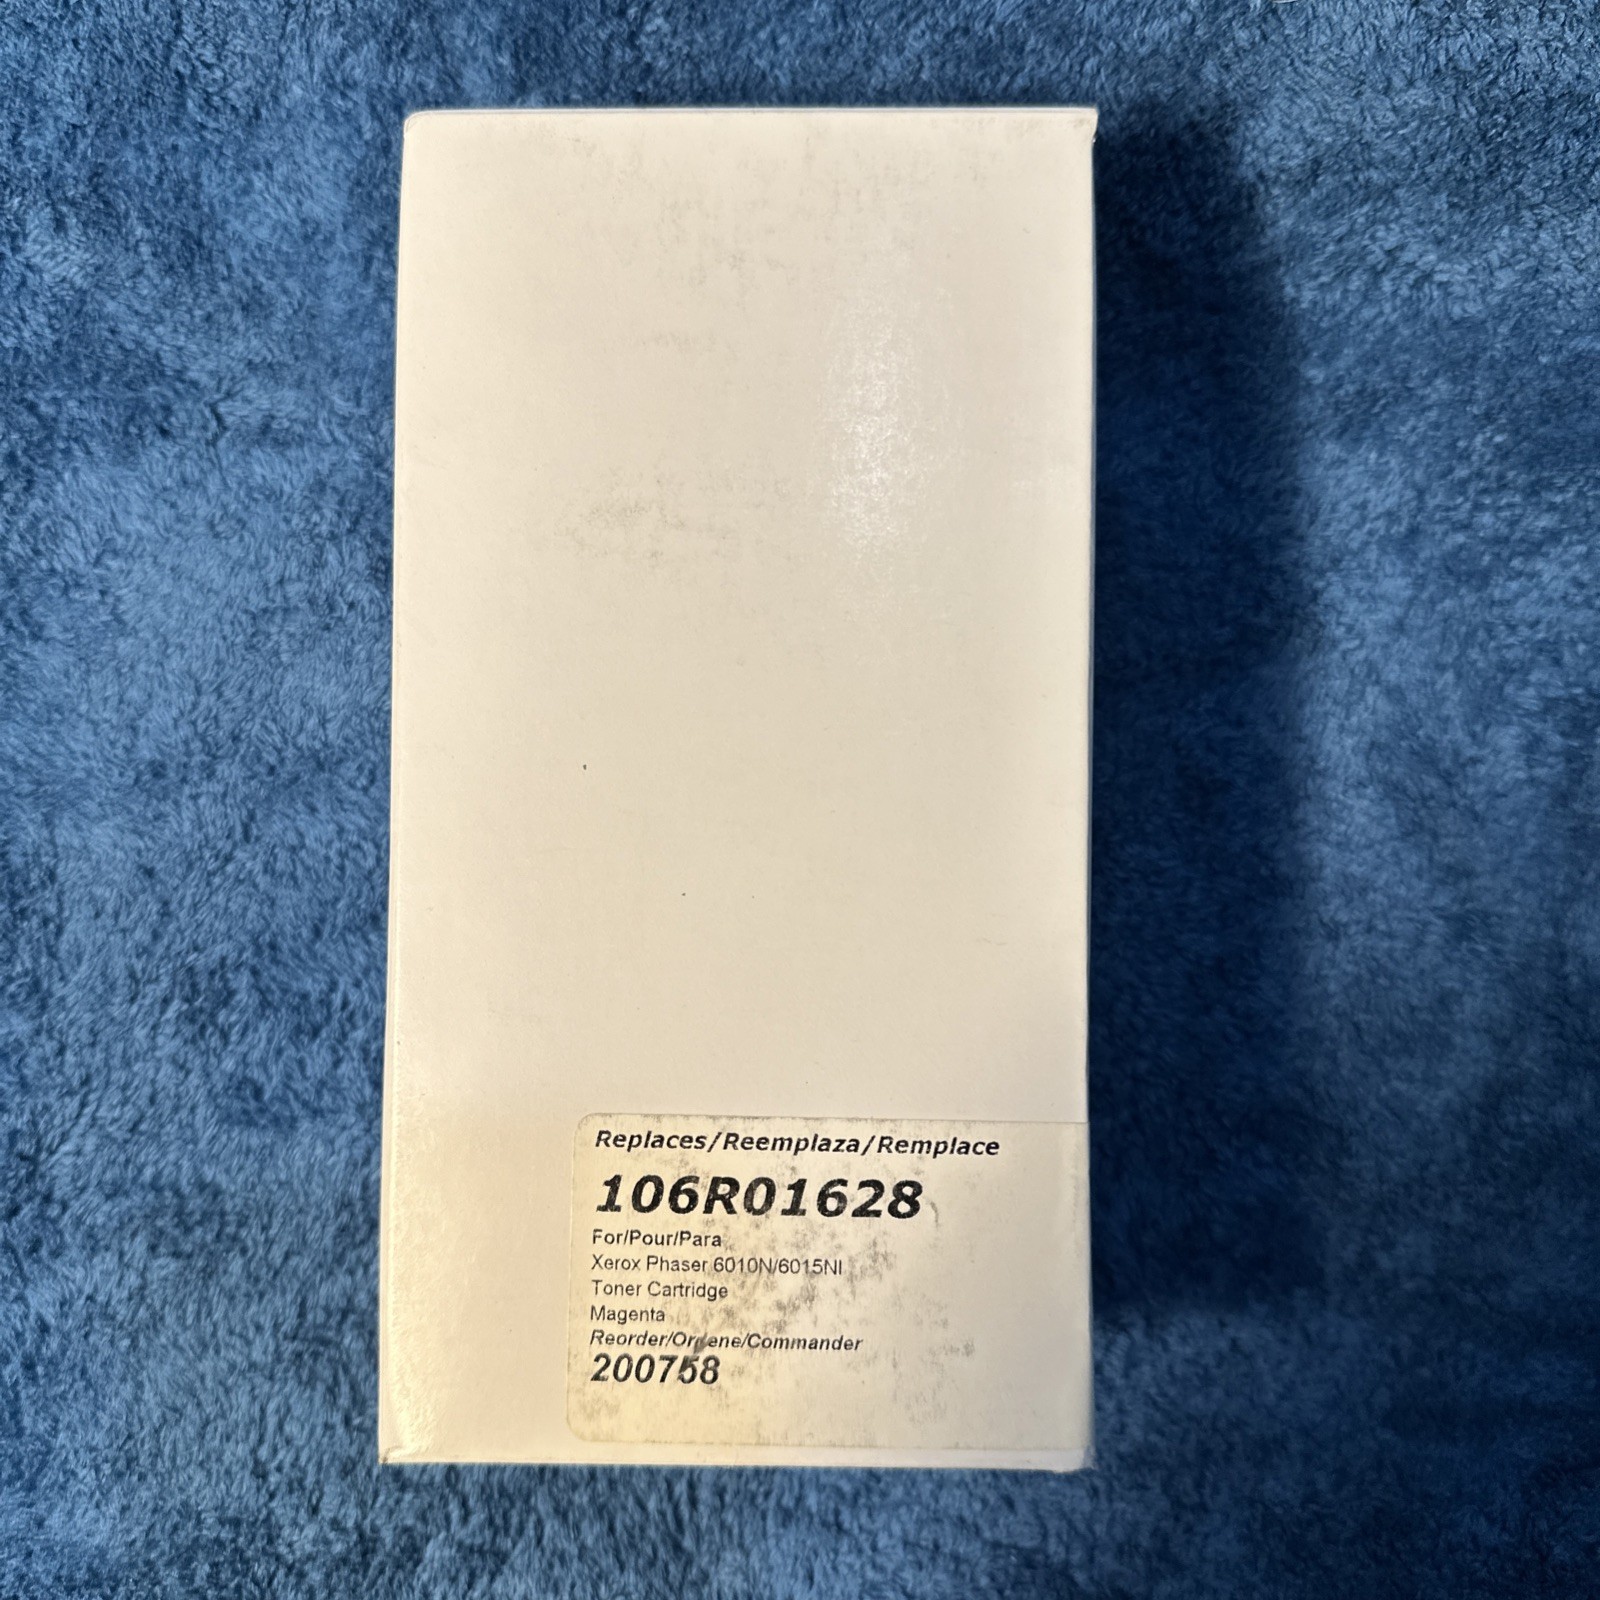 Replaces/Reemplaza/Remplace
106R01628
For/Pour/Para
Xerox Phaser 6010N/6015NI
Toner Cartridge
Magenta
Reorder/Ordene/Commander
200758